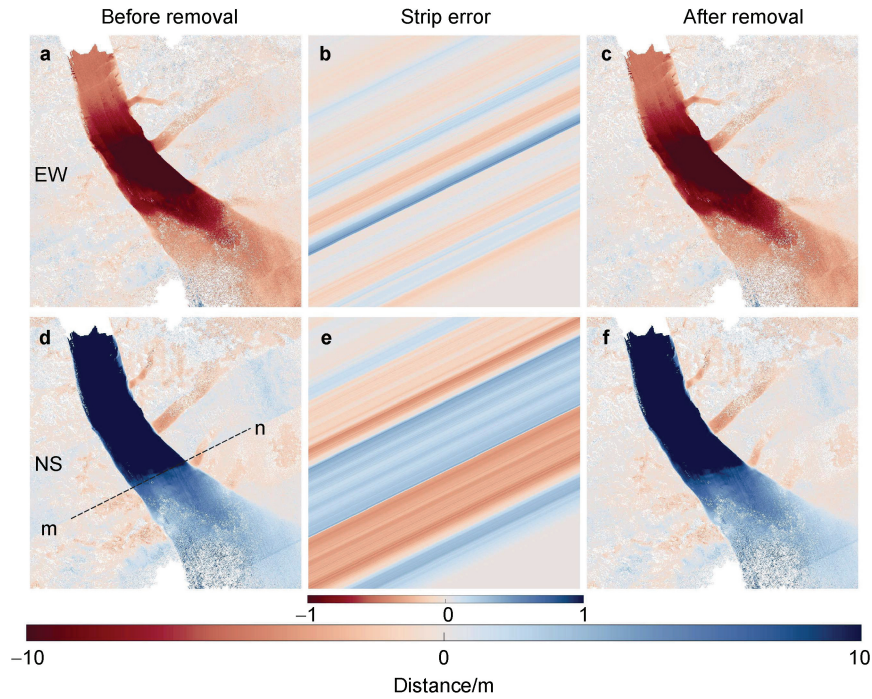 Before removal Strip error After removal
a b c
EW
d e f
n
NS
m
−1 0 1
−10 0 10
Distance/m